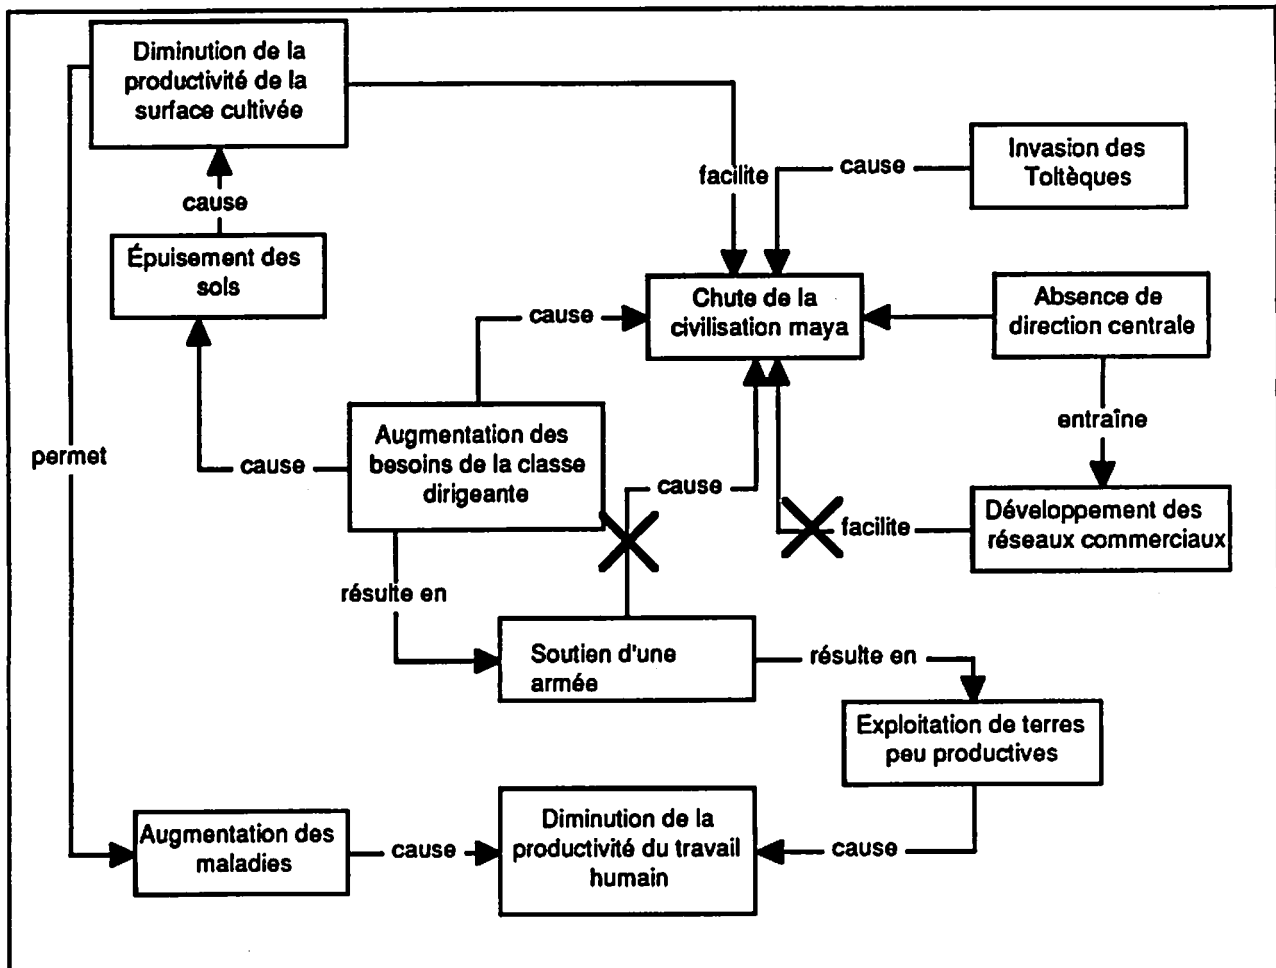 Diminution de la
productivité de la
surface cultivée
Invasion des
Toltèques
facilite
cause
cause
Épuisement des
sols
Chute de la
civilisation maya
Absence de
direction centrale
cause
entraîne
Augmentation des
besoins de la classe
dirigeante
permet
cause
cause
Développement des
réseaux commerciaux
facilite
résulte en
Soutien d'une
armée
résulte en
Exploitation de terres
peu productives
Augmentation des
maladies
cause
Diminution de la
productivité du travail
humain
cause